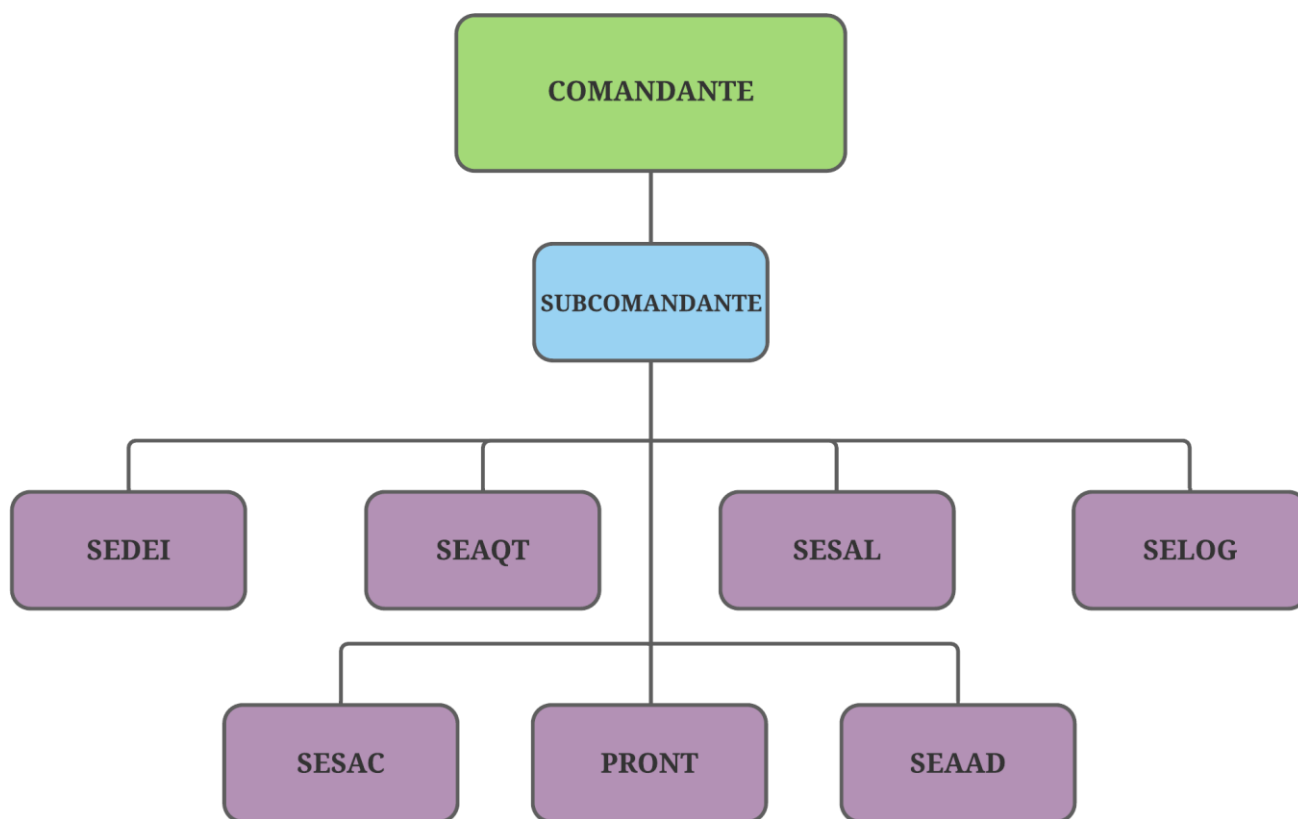 COMANDANTE
SUBCOMANDANTE
SEDEI
SEAQT
SESAL
SELOG
SESAC
PRONT
SEAAD